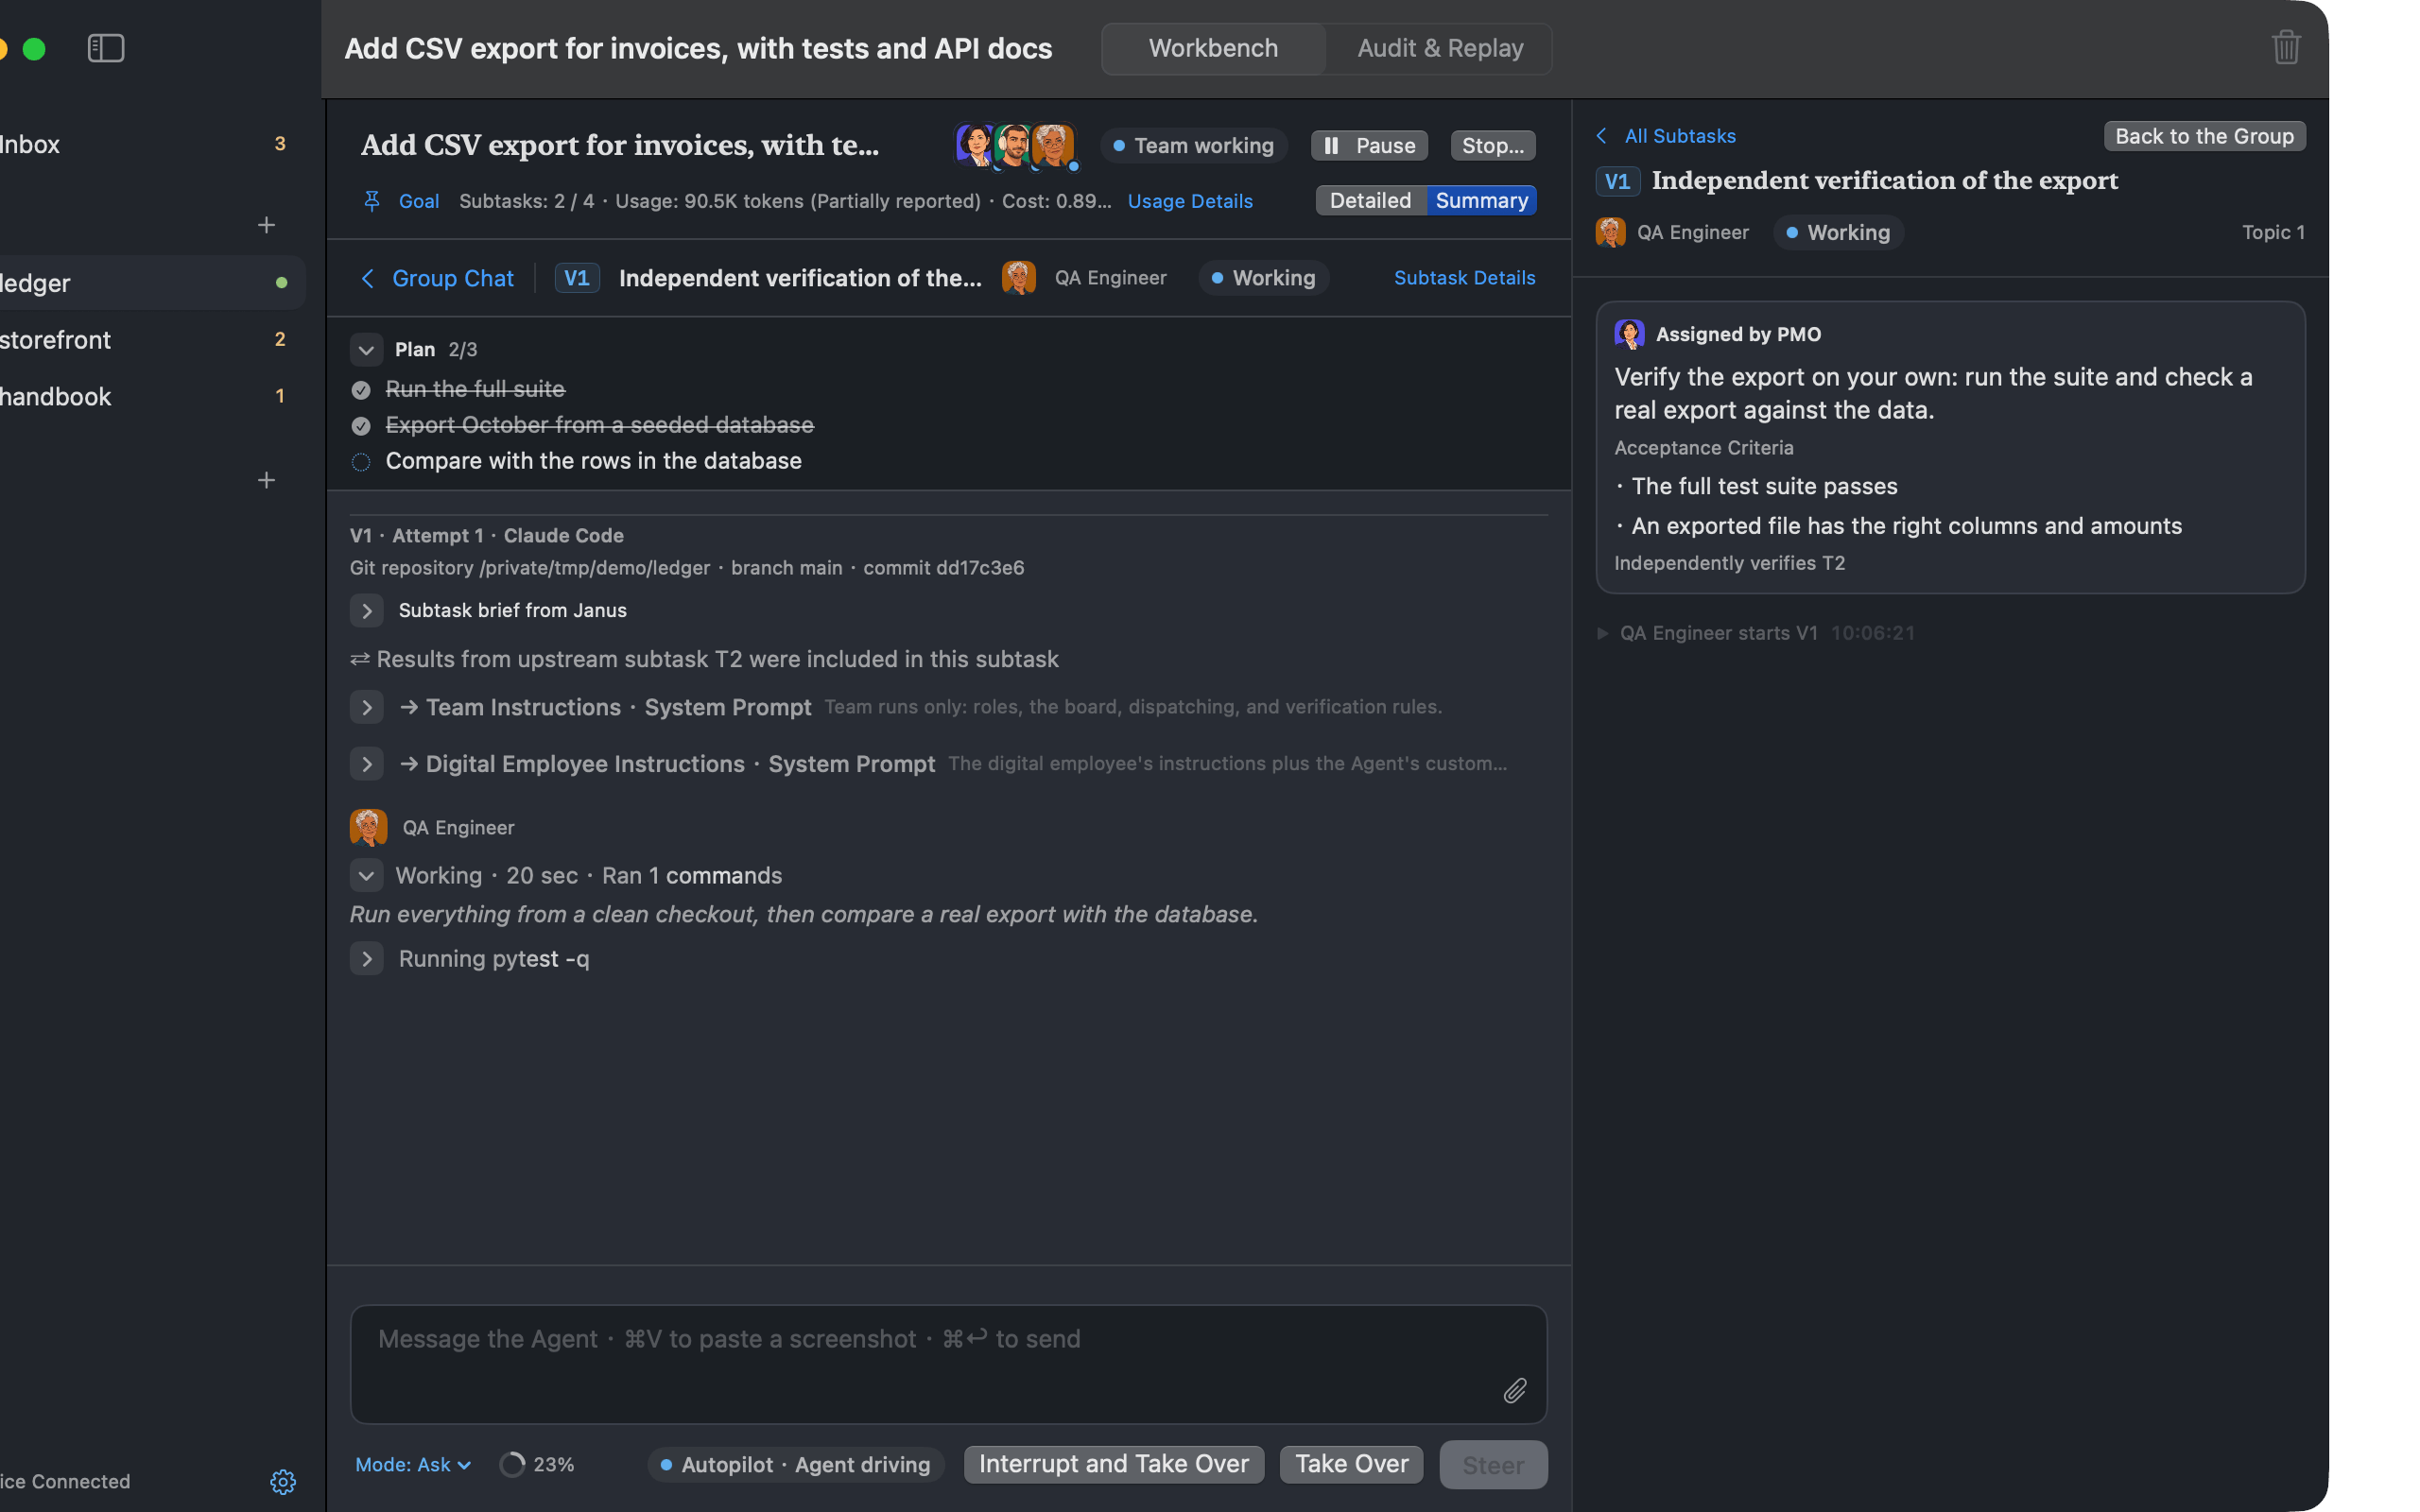 Add CSV export for invoices, with tests and API docs
Workbench
Audit & Replay
Inbox 3
ledger
storefront 2
handbook 1
ice Connected
Add CSV export for invoices, with te...
Team working
Pause
Stop...
Goal Subtasks: 2 / 4 · Usage: 90.5K tokens (Partially reported) · Cost: 0.89... Usage Details
Detailed Summary
Group Chat V1 Independent verification of the... QA Engineer Working Subtask Details
Plan 2/3
Run the full suite
Export October from a seeded database
Compare with the rows in the database
V1 · Attempt 1 · Claude Code
Git repository /private/tmp/demo/ledger · branch main · commit dd17c3e6
Subtask brief from Janus
⇄ Results from upstream subtask T2 were included in this subtask
→ Team Instructions · System Prompt Team runs only: roles, the board, dispatching, and verification rules.
→ Digital Employee Instructions · System Prompt The digital employee's instructions plus the Agent's custom...
QA Engineer
Working · 20 sec · Ran 1 commands
Run everything from a clean checkout, then compare a real export with the database.
Running pytest -q
Message the Agent · ⌘V to paste a screenshot · ⌘↩ to send
Mode: Ask 23% Autopilot · Agent driving Interrupt and Take Over Take Over Steer
All Subtasks Back to the Group
V1 Independent verification of the export
QA Engineer Working Topic 1
Assigned by PMO
Verify the export on your own: run the suite and check a
real export against the data.
Acceptance Criteria
· The full test suite passes
· An exported file has the right columns and amounts
Independently verifies T2
QA Engineer starts V1 10:06:21